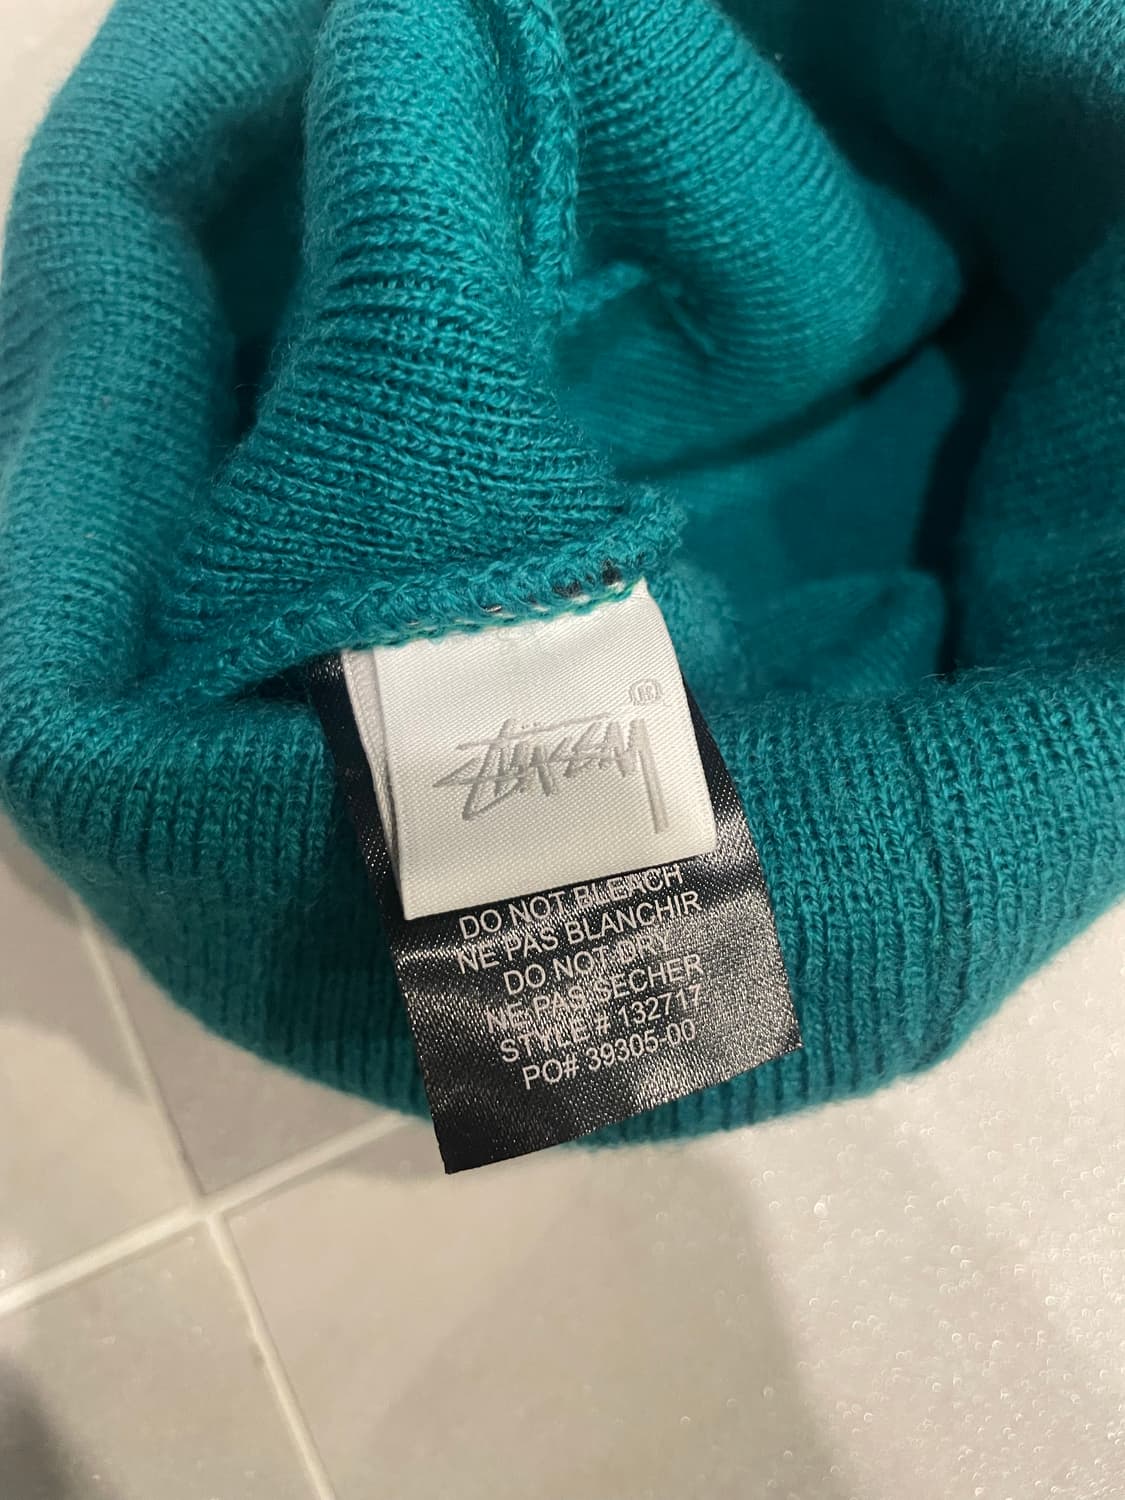 STÜSSY ®
DO NOT BLEACH
NE PAS BLANCHIR
DO NOT DRY
NE PAS SECHER
STYLE # 132717
PO# 39305-00